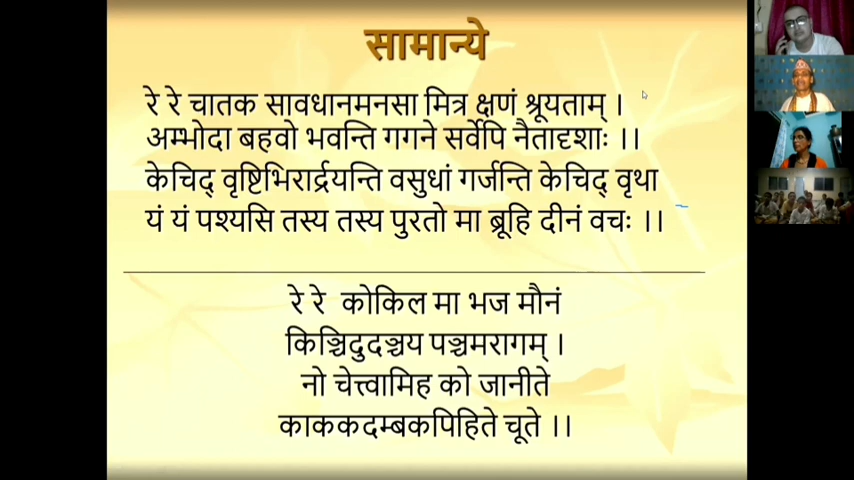 सामान्ये
रे रे चातक सावधानमनसा मित्र क्षणं श्रूयताम् ।
अम्भोदा बहवो भवन्ति गगने सर्वेपि नैतादृशाः ।।
केचिद् वृष्टिभिरार्द्रयन्ति वसुधां गर्जन्ति केचिद् वृथा
यं यं पश्यसि तस्य तस्य पुरतो मा ब्रूहि दीनं वचः ।।
रे रे कोकिल मा भज मौनं
किञ्चिदुदञ्चय पञ्चमरागम् ।
नो चेत्त्वामिह को जानीते
काककदम्बकपिहिते चूते ।।